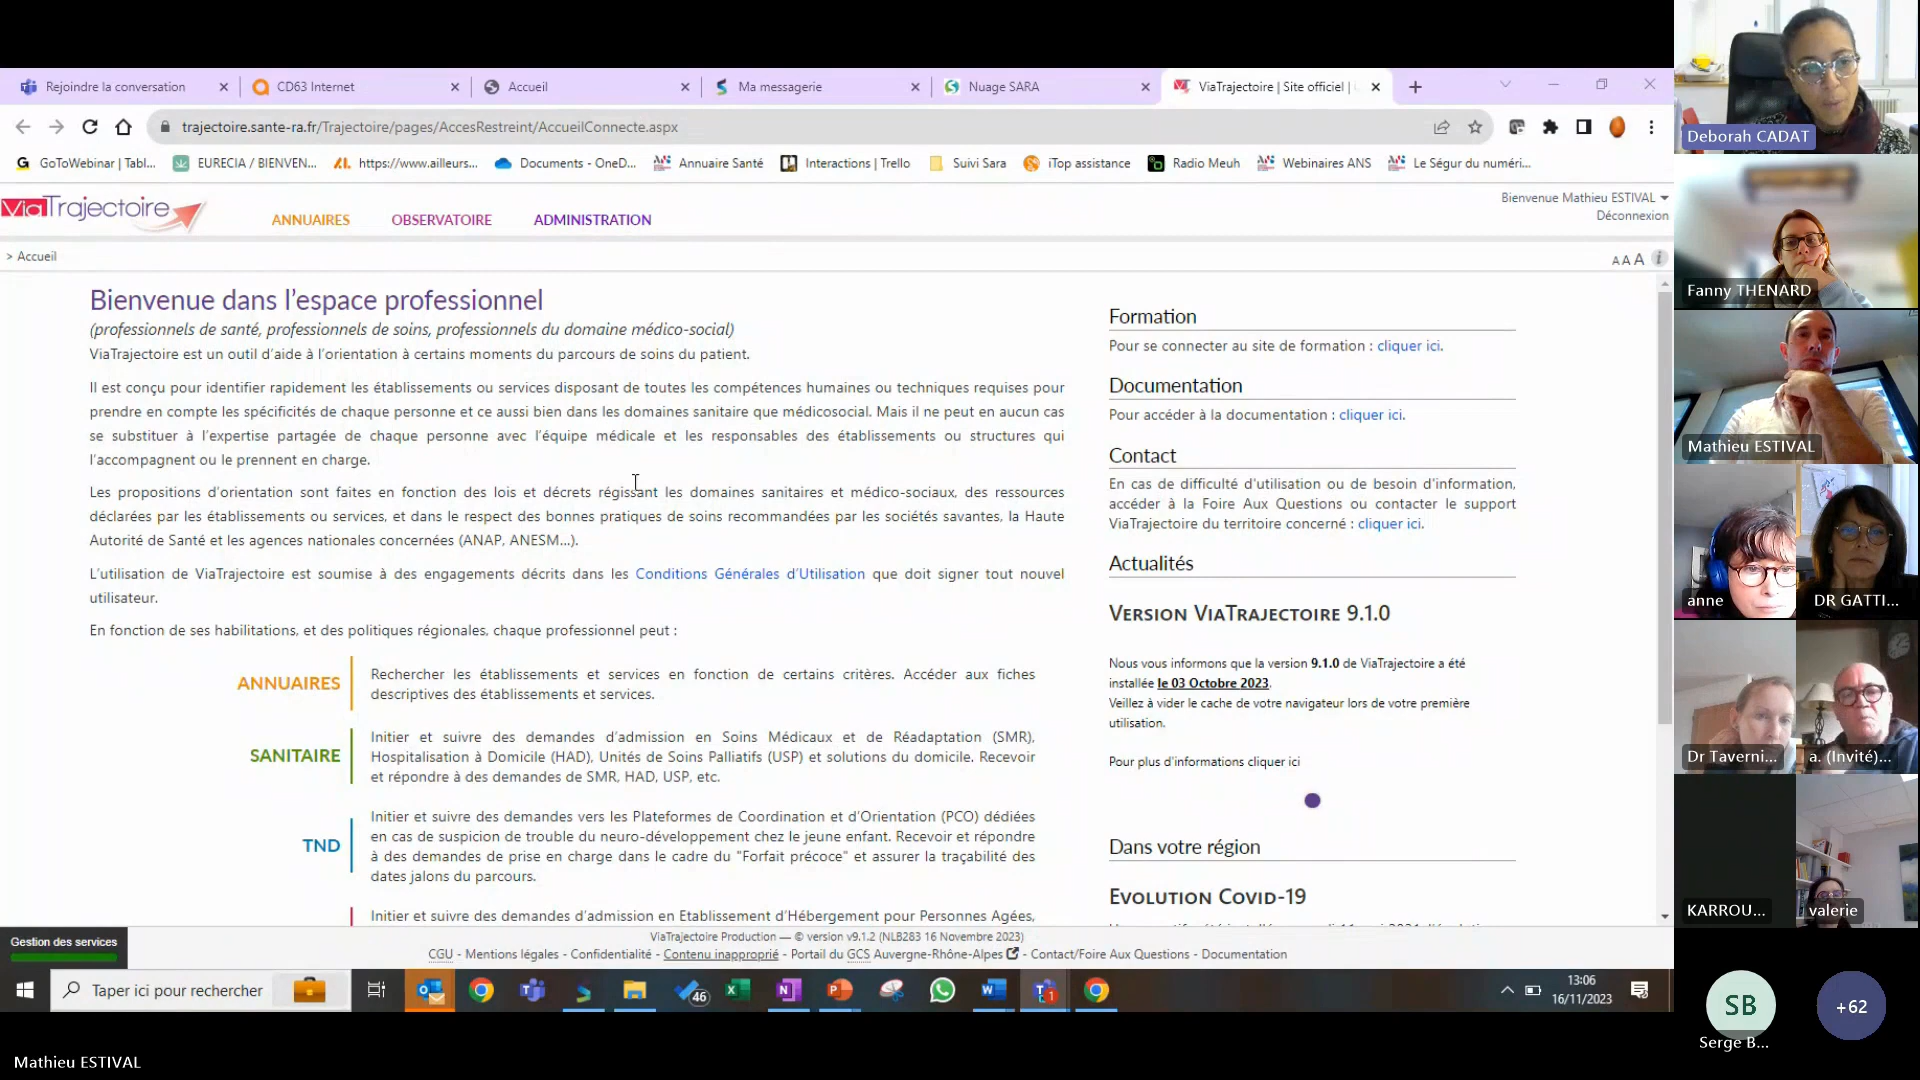 Rejoindre la conversation
CD63 Internet
Accueil
Ma messagerie
Nuage SARA
ViaTrajectoire | Site officiel |
trajectoire.sante-ra.fr/Trajectoire/pages/AccesRestreint/AccueilConnecte.aspx
GoToWebinar | Tabl...
EURECIA / BIENVEN...
https://www.ailleurs...
Documents - OneD...
Annuaire Santé
Interactions | Trello
Suivi Sara
iTop assistance
Radio Meuh
Webinaires ANS
Le Ségur du numéri...
ViaTrajectoire
ANNUAIRES
OBSERVATOIRE
ADMINISTRATION
Bienvenue Mathieu ESTIVAL
Déconnexion
> Accueil
A A A
Bienvenue dans l'espace professionnel
(professionnels de santé, professionnels de soins, professionnels du domaine médico-social)
ViaTrajectoire est un outil d'aide à l'orientation à certains moments du parcours de soins du patient.
Il est conçu pour identifier rapidement les établissements ou services disposant de toutes les compétences humaines ou techniques requises pour
prendre en compte les spécificités de chaque personne et ce aussi bien dans les domaines sanitaire que médicosocial. Mais il ne peut en aucun cas
se substituer à l'expertise partagée de chaque personne avec l'équipe médicale et les responsables des établissements ou structures qui
l'accompagnent ou le prennent en charge.
Les propositions d'orientation sont faites en fonction des lois et décrets régissant les domaines sanitaires et médico-sociaux, des ressources
déclarées par les établissements ou services, et dans le respect des bonnes pratiques de soins recommandées par les sociétés savantes, la Haute
Autorité de Santé et les agences nationales concernées (ANAP, ANESM...).
L'utilisation de ViaTrajectoire est soumise à des engagements décrits dans les Conditions Générales d'Utilisation que doit signer tout nouvel
utilisateur.
En fonction de ses habilitations, et des politiques régionales, chaque professionnel peut :
ANNUAIRES
Rechercher les établissements et services en fonction de certains critères. Accéder aux fiches
descriptives des établissements et services.
SANITAIRE
Initier et suivre des demandes d'admission en Soins Médicaux et de Réadaptation (SMR),
Hospitalisation à Domicile (HAD), Unités de Soins Palliatifs (USP) et solutions du domicile. Recevoir
et répondre à des demandes de SMR, HAD, USP, etc.
TND
Initier et suivre des demandes vers les Plateformes de Coordination et d'Orientation (PCO) dédiées
en cas de suspicion de trouble du neuro-développement chez le jeune enfant. Recevoir et répondre
à des demandes de prise en charge dans le cadre du "Forfait précoce" et assurer la traçabilité des
dates jalons du parcours.
Initier et suivre des demandes d'admission en Etablissement d'Hébergement pour Personnes Agées,
Formation
Pour se connecter au site de formation : cliquer ici.
Documentation
Pour accéder à la documentation : cliquer ici.
Contact
En cas de difficulté d'utilisation ou de besoin d'information,
accéder à la Foire Aux Questions ou contacter le support
ViaTrajectoire du territoire concerné : cliquer ici.
Actualités
VERSION VIATRAJECTOIRE 9.1.0
Nous vous informons que la version 9.1.0 de ViaTrajectoire a été
installée le 03 Octobre 2023.
Veillez à vider le cache de votre navigateur lors de votre première
utilisation.
Pour plus d'informations cliquer ici
Dans votre région
EVOLUTION COVID-19
Gestion des services
ViaTrajectoire Production — © version v9.1.2 (NLB283 16 Novembre 2023)
CGU - Mentions légales - Confidentialité - Contenu inapproprié - Portail du GCS Auvergne-Rhône-Alpes - Contact/Foire Aux Questions - Documentation
Taper ici pour rechercher
46
1
13:06
16/11/2023
Mathieu ESTIVAL
Deborah CADAT
Fanny THENARD
Mathieu ESTIVAL
anne
DR GATTI...
Dr Taverni...
a. (Invité)...
KARROU...
valerie
SB
Serge B...
+62